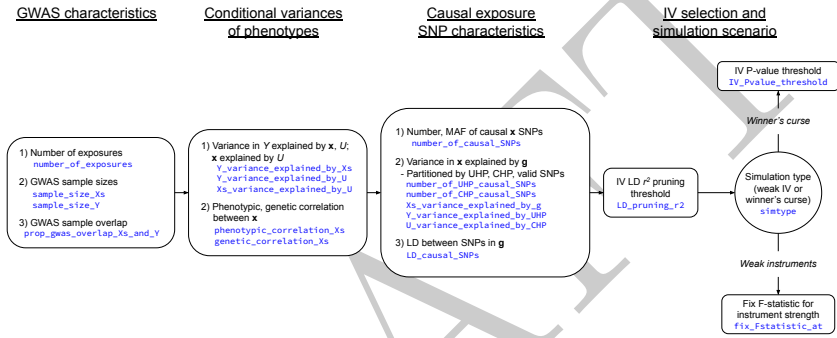 GWAS characteristics
Conditional variances
of phenotypes
Causal exposure
SNP characteristics
IV selection and
simulation scenario
1) Number of exposures
number_of_exposures
2) GWAS sample sizes
sample_size_Xs
sample_size_Y
3) GWAS sample overlap
prop_gwas_overlap_Xs_and_Y
1) Variance in Y explained by x, U;
x explained by U
Y_variance_explained_by_Xs
Y_variance_explained_by_U
Xs_variance_explained_by_U
2) Phenotypic, genetic correlation
between x
phenotypic_correlation_Xs
genetic_correlation_Xs
1) Number, MAF of causal x SNPs
number_of_causal_SNPs
2) Variance in x explained by g
- Partitioned by UHP, CHP, valid SNPs
number_of_UHP_causal_SNPs
number_of_CHP_causal_SNPs
Xs_variance_explained_by_g
Y_variance_explained_by_UHP
U_variance_explained_by_CHP
3) LD between SNPs in g
LD_causal_SNPs
IV LD r² pruning
threshold
LD_pruning_r2
IV P-value threshold
IV_Pvalue_threshold
Winner's curse
Simulation type
(weak IV or
winner's curse)
simtype
Weak instruments
Fix F-statistic for
instrument strength
fix_Fstatistic_at
AFT